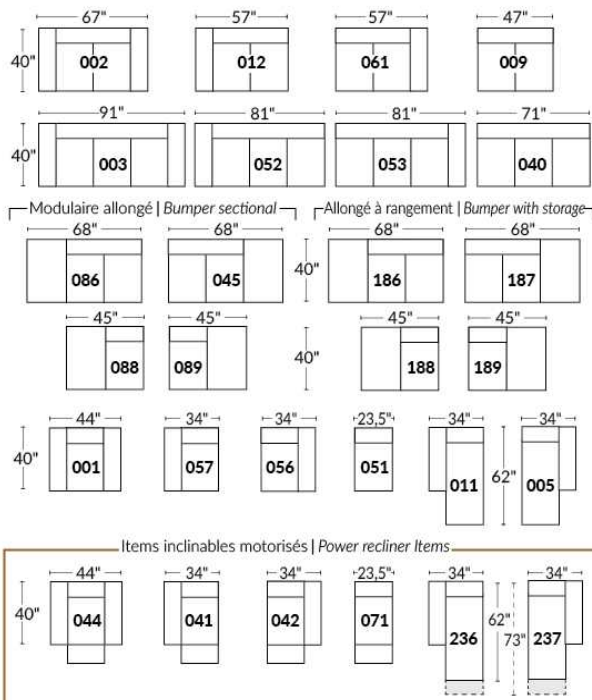 67" 57" 57" 47"
40" 002 012 061 009
91" 81" 81" 71"
40" 003 052 053 040
Modulaire allongé | Bumper sectional Allongé à rangement | Bumper with storage
68" 68" 68" 68"
086 045 40" 186 187
45" 45" 45" 45"
088 089 40" 188 189
44" 34" 34" 23,5" 34" 34"
40" 001 057 056 051 011 62" 005
Items inclinables motorisés | Power recliner Items
44" 34" 34" 23,5" 34" 34"
40" 044 041 042 071 236 62" 73" 237